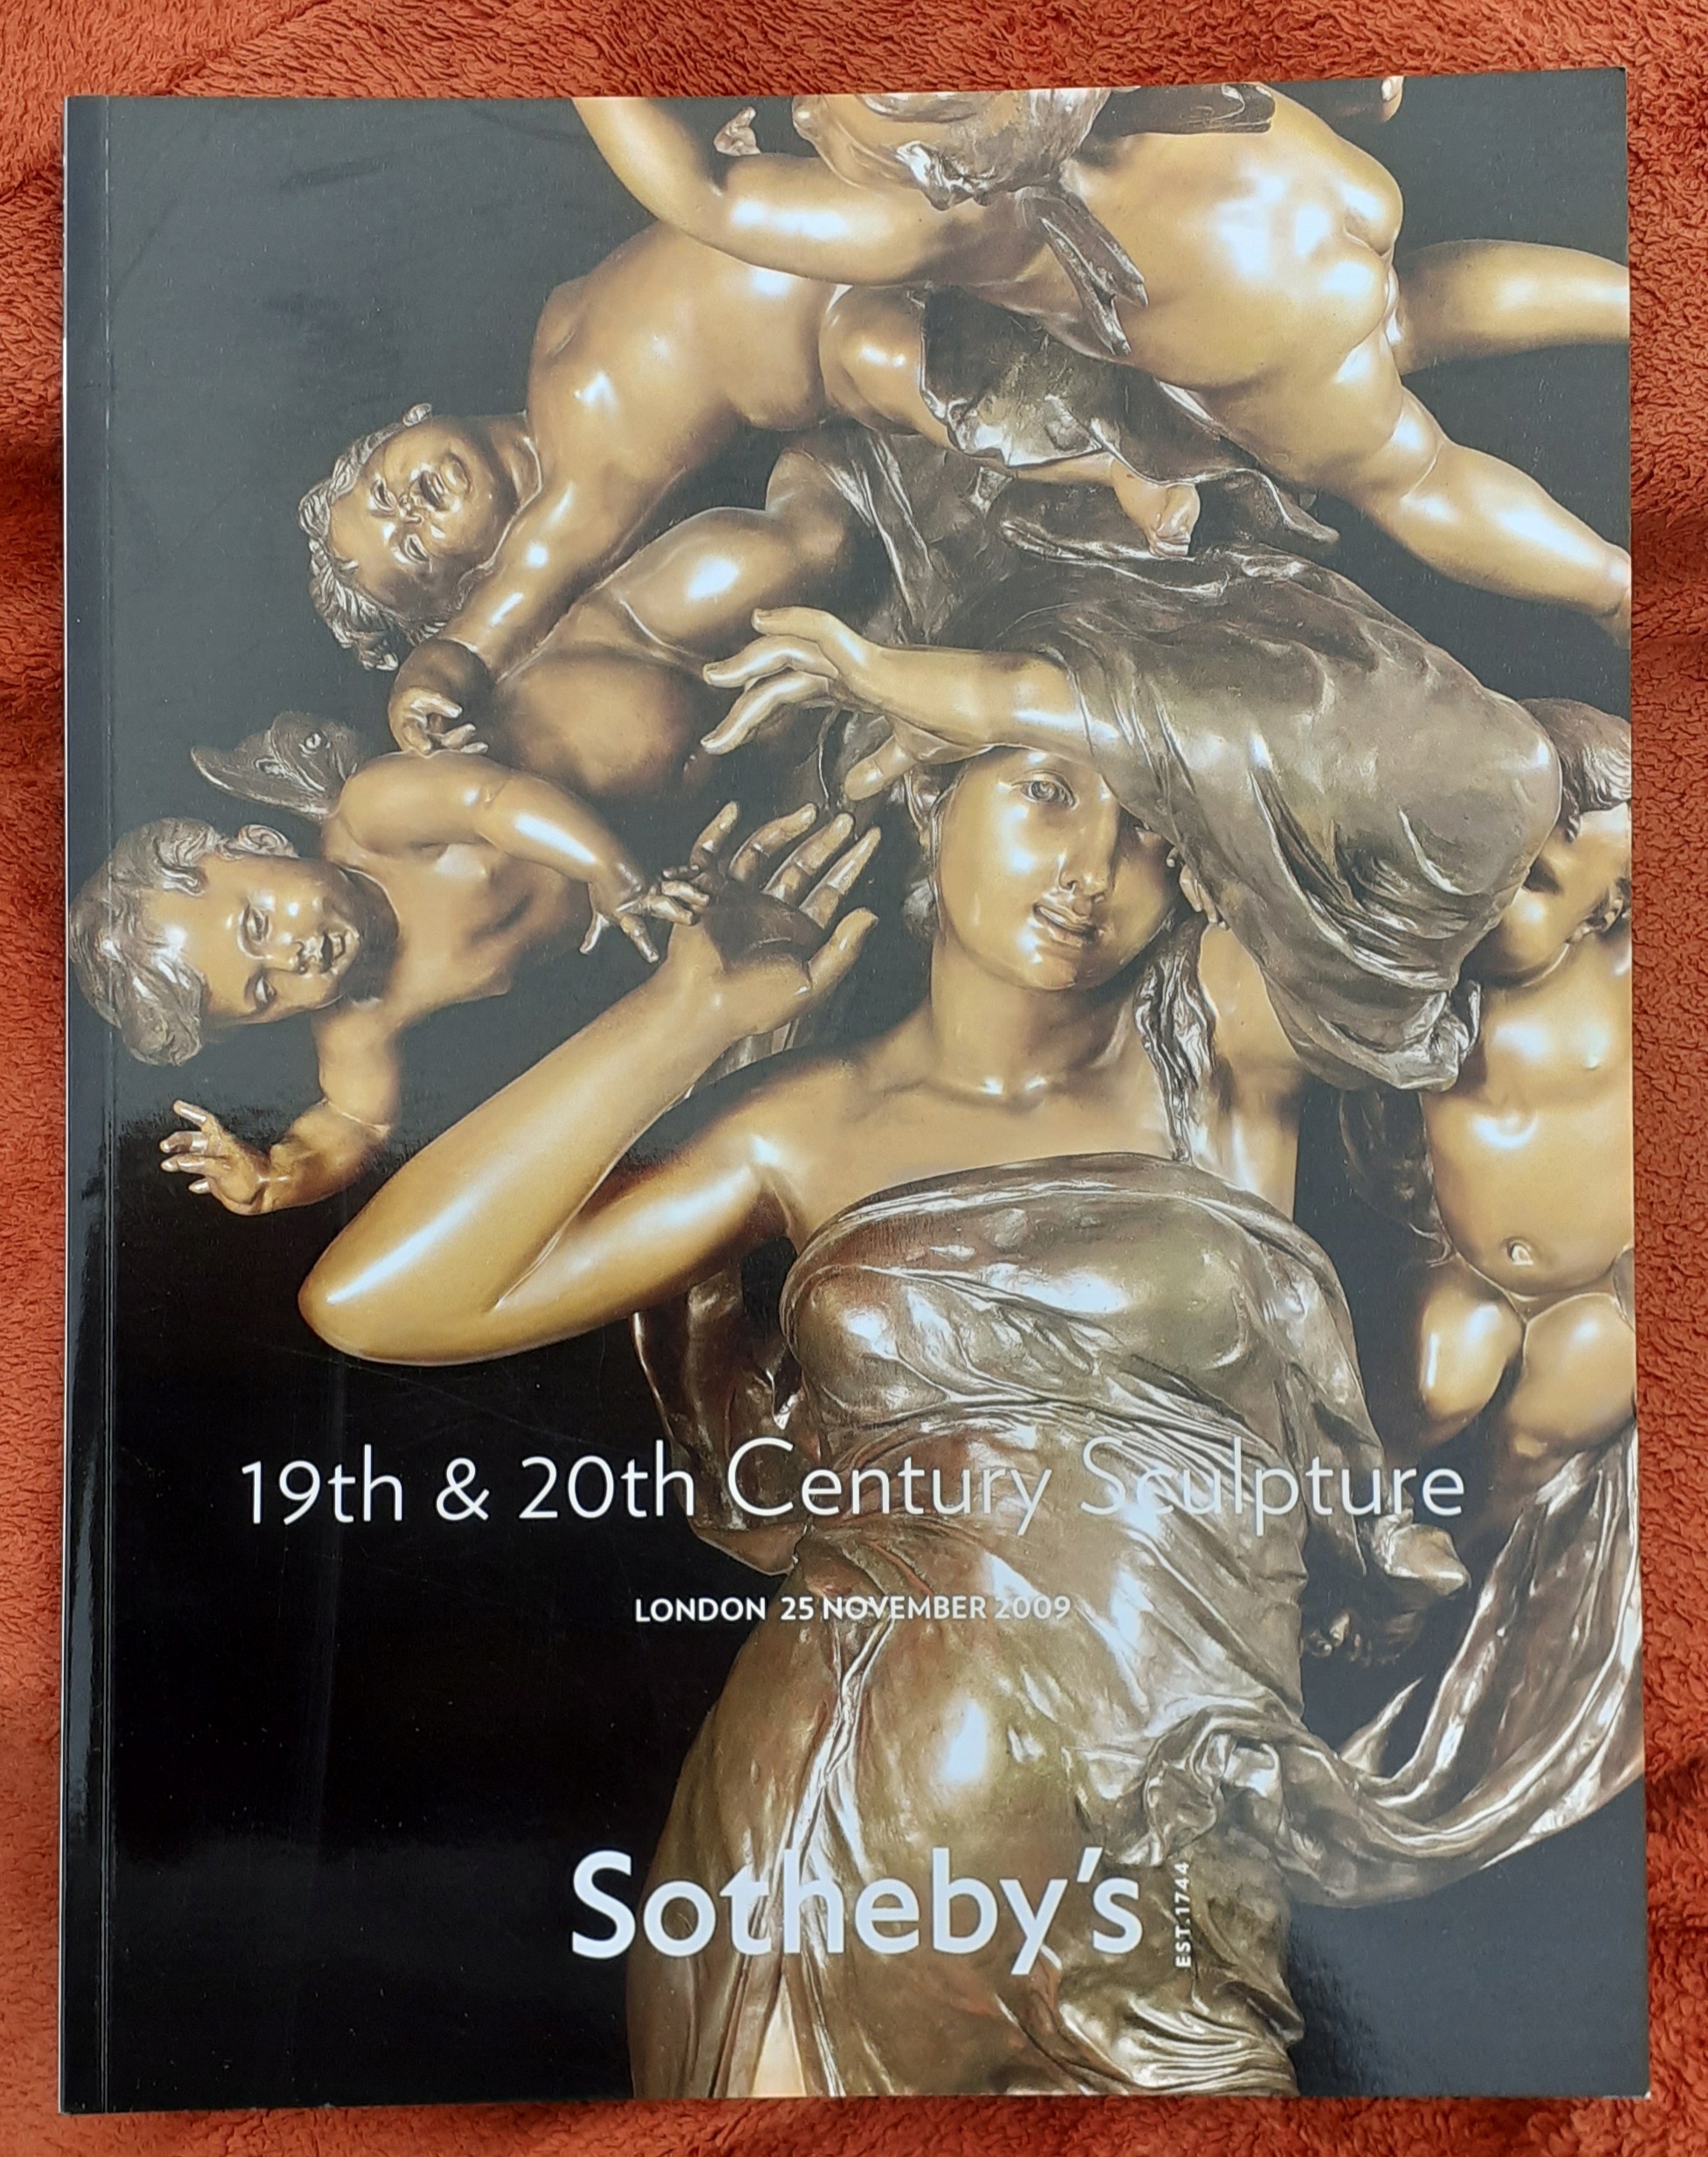 19th & 20th Century Sculpture
LONDON 25 NOVEMBER 2009
Sotheby's
EST. 1744